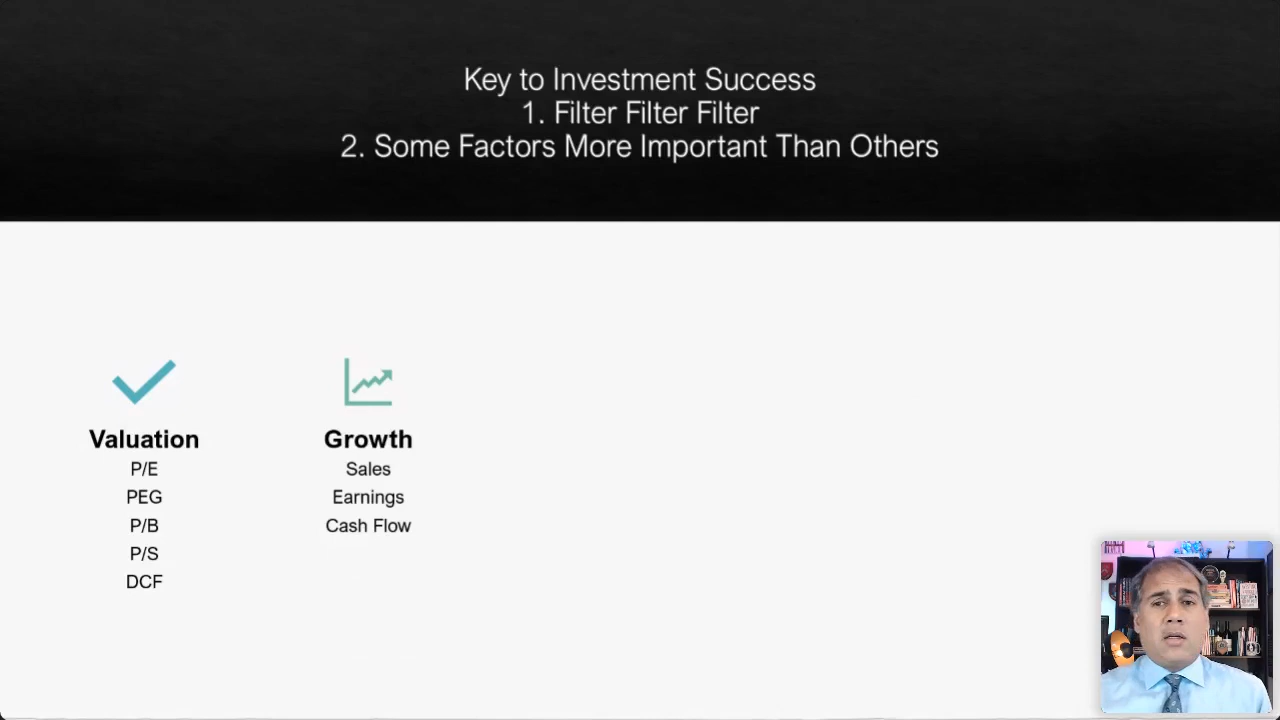 Key to Investment Success
1. Filter Filter Filter
2. Some Factors More Important Than Others
Valuation
P/E
PEG
P/B
P/S
DCF
Growth
Sales
Earnings
Cash Flow